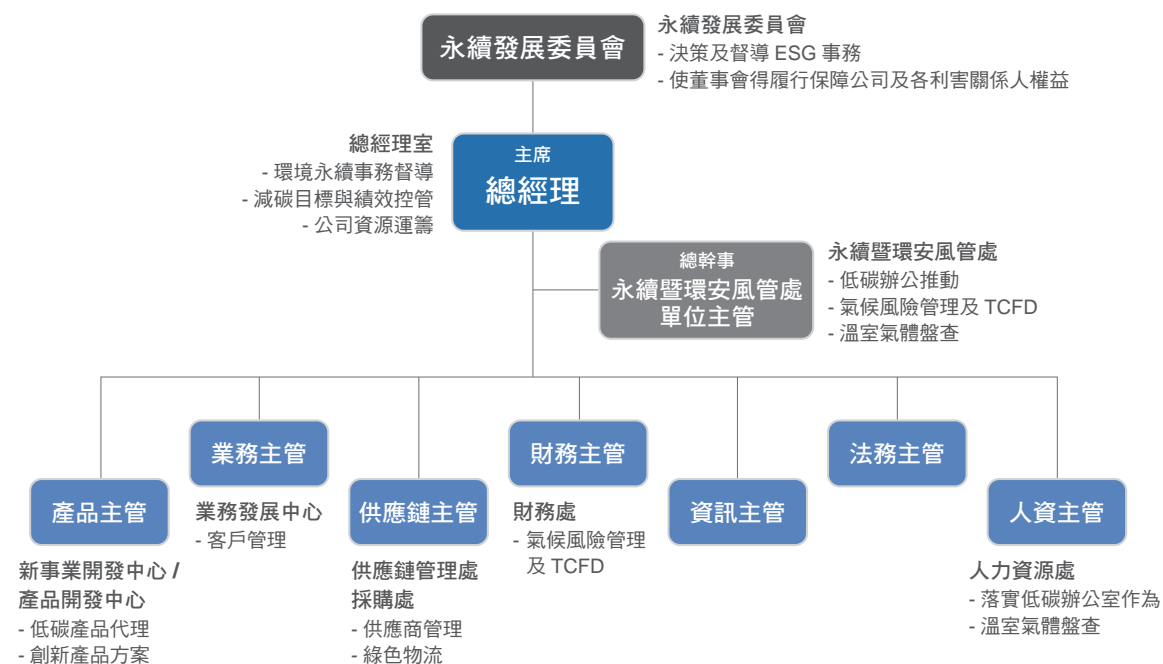 永續發展委員會
永續發展委員會
- 決策及督導 ESG 事務
- 使董事會得履行保障公司及各利害關係人權益
總經理室
- 環境永續事務督導
- 減碳目標與績效控管
- 公司資源運籌
主席
總經理
總幹事
永續暨環安風管處
單位主管
永續暨環安風管處
- 低碳辦公推動
- 氣候風險管理及 TCFD
- 溫室氣體盤查
業務主管
財務主管
法務主管
產品主管
供應鏈主管
資訊主管
人資主管
業務發展中心
- 客戶管理
財務處
- 氣候風險管理
及 TCFD
新事業開發中心 /
產品開發中心
- 低碳產品代理
- 創新產品方案
供應鏈管理處
採購處
- 供應商管理
- 綠色物流
人力資源處
- 落實低碳辦公室作為
- 溫室氣體盤查